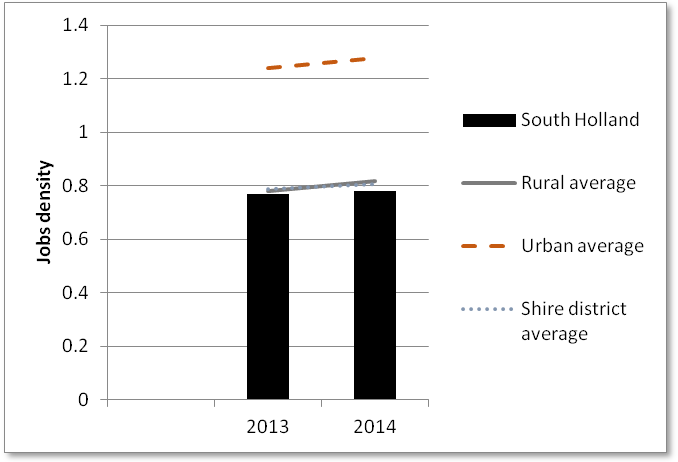 1.4
1.2
1
0.8
0.6
0.4
0.2
0
Jobs density
2013 2014
South Holland
Rural average
Urban average
Shire district
average